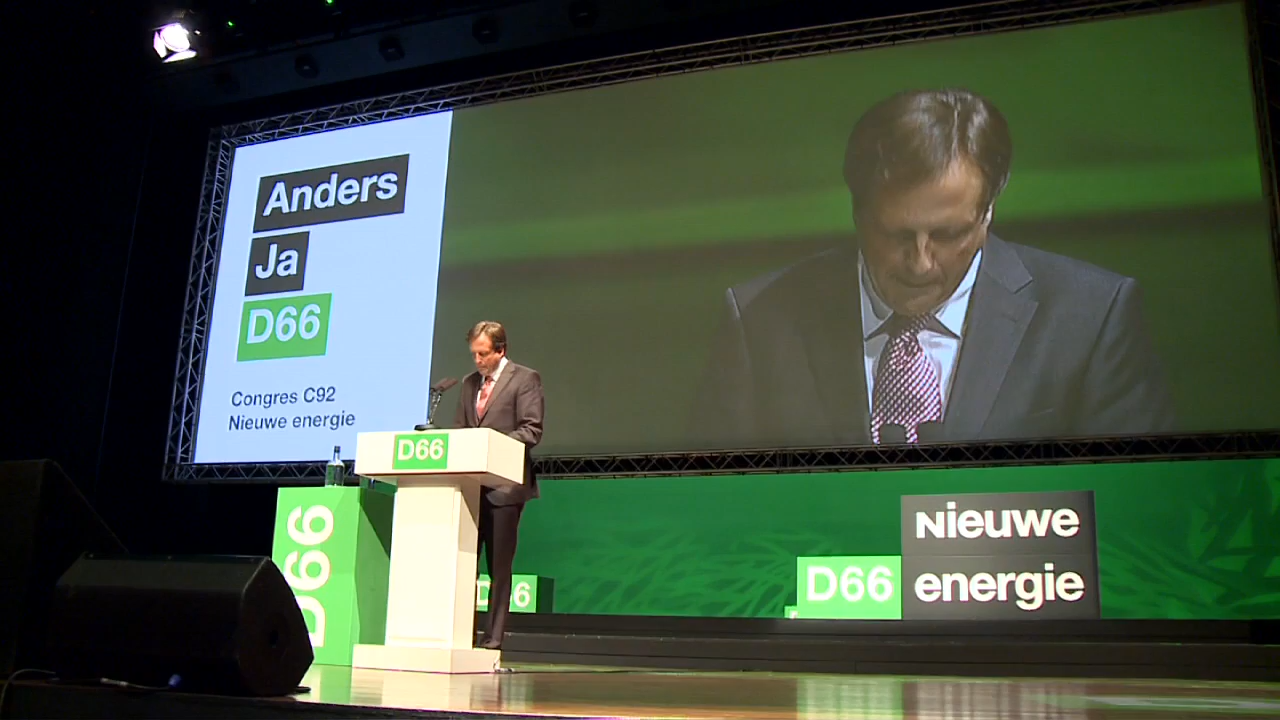 Anders
Ja
D66
Congres C92
Nieuwe energie
D66
D66
D66
D66
Nieuwe
energie